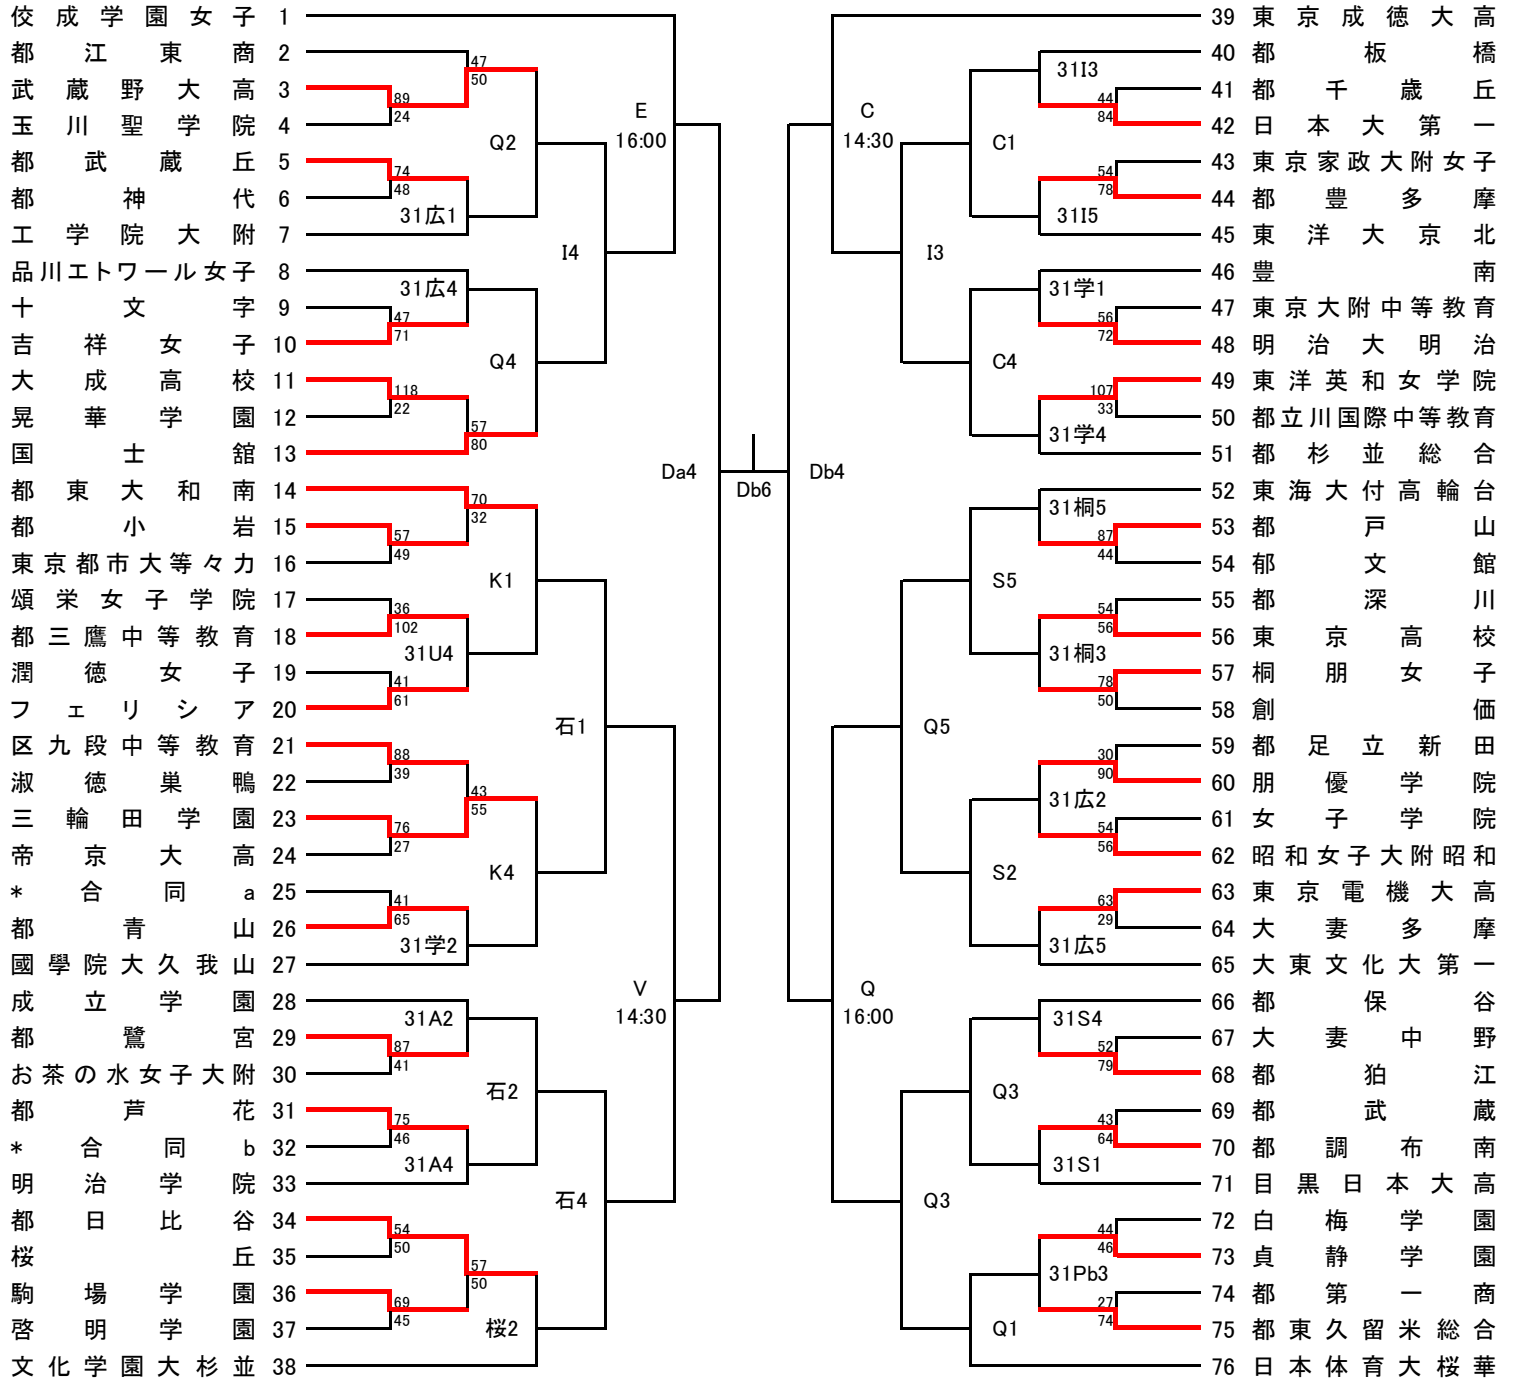 佼成学園女子 1
都江東商 2
武蔵野大高 3
玉川聖学院 4
都武蔵丘 5
都神代 6
工学院大附 7
品川エトワール女子 8
十文字 9
吉祥女子 10
大成高校 11
晃華学園 12
国士舘 13
都東大和南 14
都小岩 15
東京都市大等々力 16
頌栄女子学院 17
都三鷹中等教育 18
潤徳女子 19
フェリシア 20
区九段中等教育 21
淑徳巣鴨 22
三輪田学園 23
帝京大高 24
*合同a 25
都青山 26
國學院大久我山 27
成立学園 28
都鷺宮 29
お茶の水女子大附 30
都芦花 31
*合同b 32
明治学院 33
都日比谷 34
桜丘 35
駒場学園 36
啓明学園 37
文化学園大杉並 38
47
50
89
24
74
48
31広1
31広4
47
71
118
22
57
80
70
32
57
49
36
102
31U4
41
61
88
39
43
55
76
27
41
65
31学2
31A2
87
41
75
46
31A4
54
50
57
50
69
45
Q2
Q4
K1
K4
石2
桜2
I4
石1
石4
E
16:00
V
14:30
Da4
Db6
Db4
C
14:30
Q
16:00
I3
Q5
Q3
C1
C4
S5
S2
Q3
Q1
31I3
44
84
54
78
31I5
31学1
56
72
107
33
31学4
31桐5
87
44
54
56
31桐3
78
50
30
90
31広2
54
56
63
29
31広5
31S4
52
79
43
64
31S1
44
46
31Pb3
27
74
39 東京成徳大高
40 都板橋
41 都千歳丘
42 日本大第一
43 東京家政大附女子
44 都豊多摩
45 東洋大京北
46 豊南
47 東京大附中等教育
48 明治大明治
49 東洋英和女学院
50 都立川国際中等教育
51 都杉並総合
52 東海大付高輪台
53 都戸山
54 郁文館
55 都深川
56 東京高校
57 桐朋女子
58 創価
59 都足立新田
60 朋優学院
61 女子学院
62 昭和女子大附昭和
63 東京電機大高
64 大妻多摩
65 大東文化大第一
66 都保谷
67 大妻中野
68 都狛江
69 都武蔵
70 都調布南
71 目黒日本大高
72 白梅学園
73 貞静学園
74 都第一商
75 都東久留米総合
76 日本体育大桜華